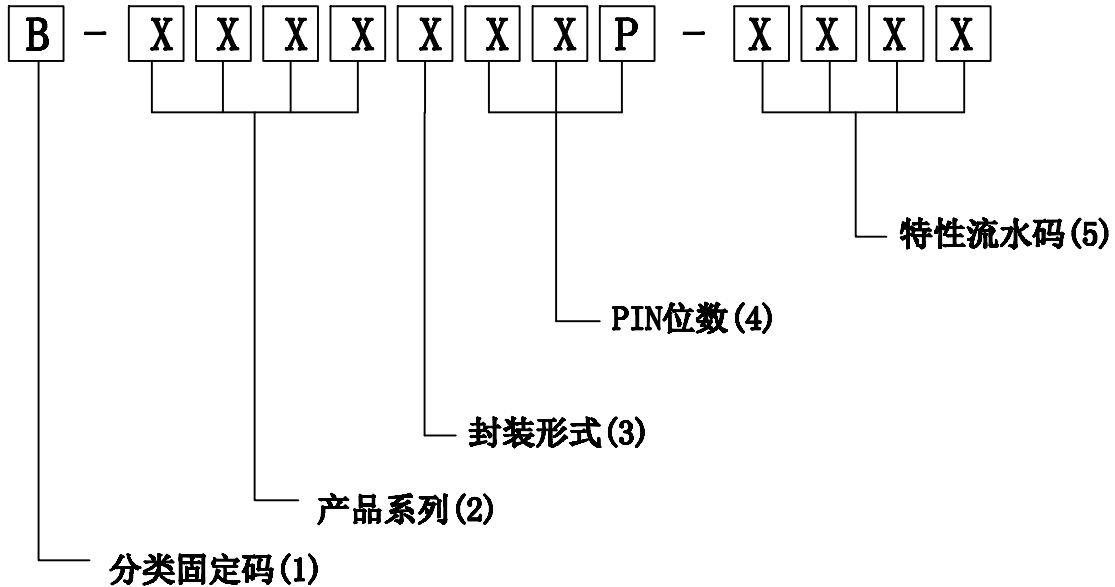 B - X X X X X X X P - X X X X
特性流水码(5)
PIN位数(4)
封装形式(3)
产品系列(2)
分类固定码(1)